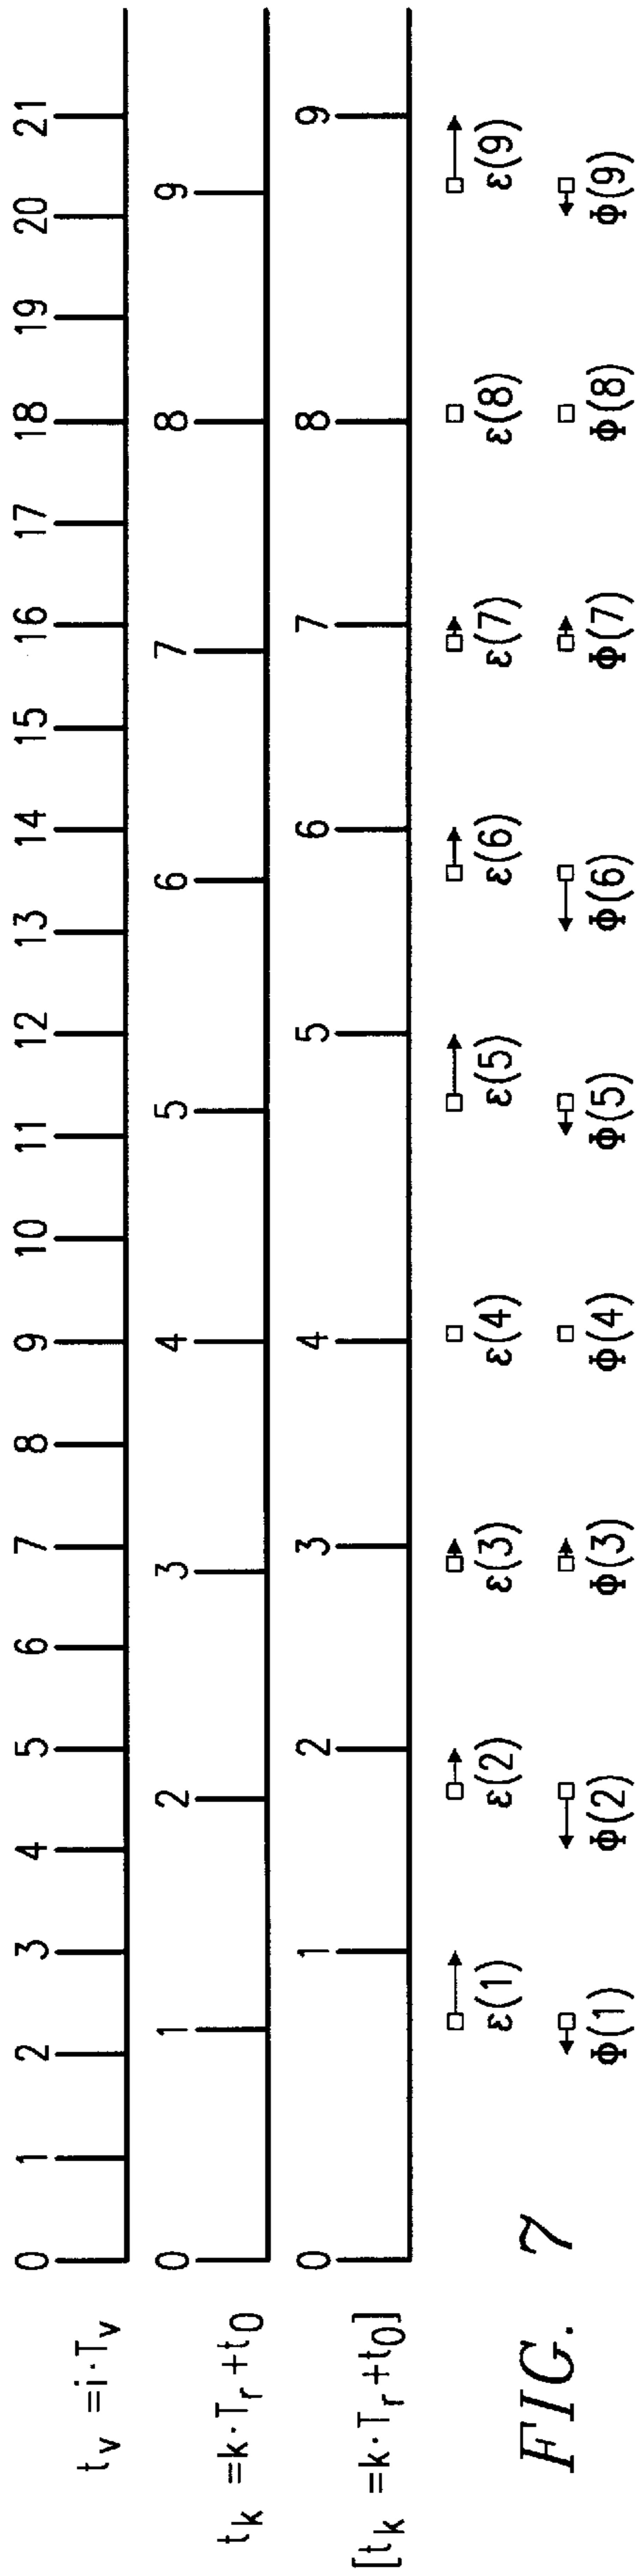 t_v = i·T_v 0 1 2 3 4 5 6 7 8 9 10 11 12 13 14 15 16 17 18 19 20 21
t_k = k·T_r + t_0 0 1 2 3 4 5 6 7 8 9
[t_k = k·T_r + t_0] 0 1 2 3 4 5 6 7 8 9
ε(1) ε(2) ε(3) ε(4) ε(5) ε(6) ε(7) ε(8) ε(9)
Φ(1) Φ(2) Φ(3) Φ(4) Φ(5) Φ(6) Φ(7) Φ(8) Φ(9)
FIG. 7